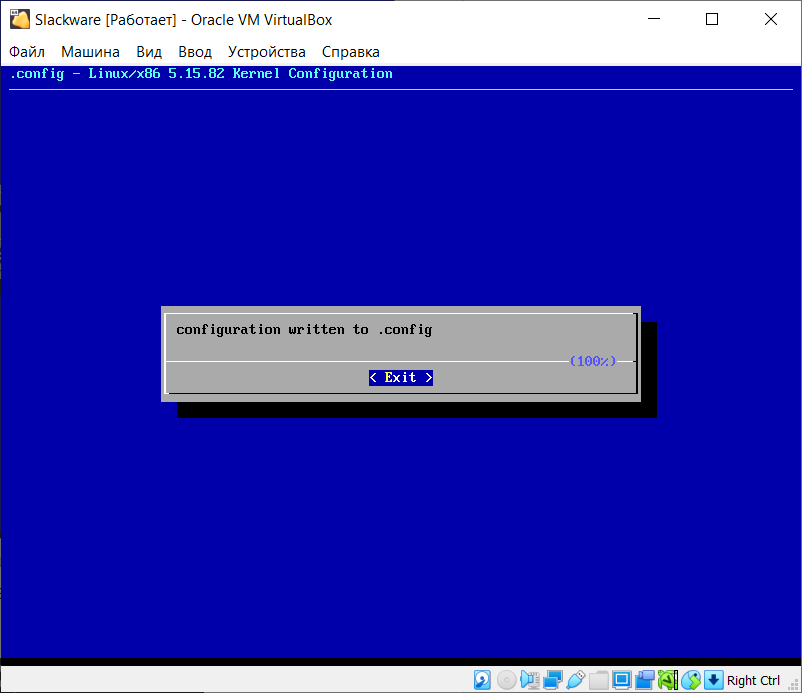 Slackware [Работает] - Oracle VM VirtualBox
Файл Машина Вид Ввод Устройства Справка
.config - Linux/x86 5.15.82 Kernel Configuration
configuration written to .config
(100%)
< Exit >
Right Ctrl